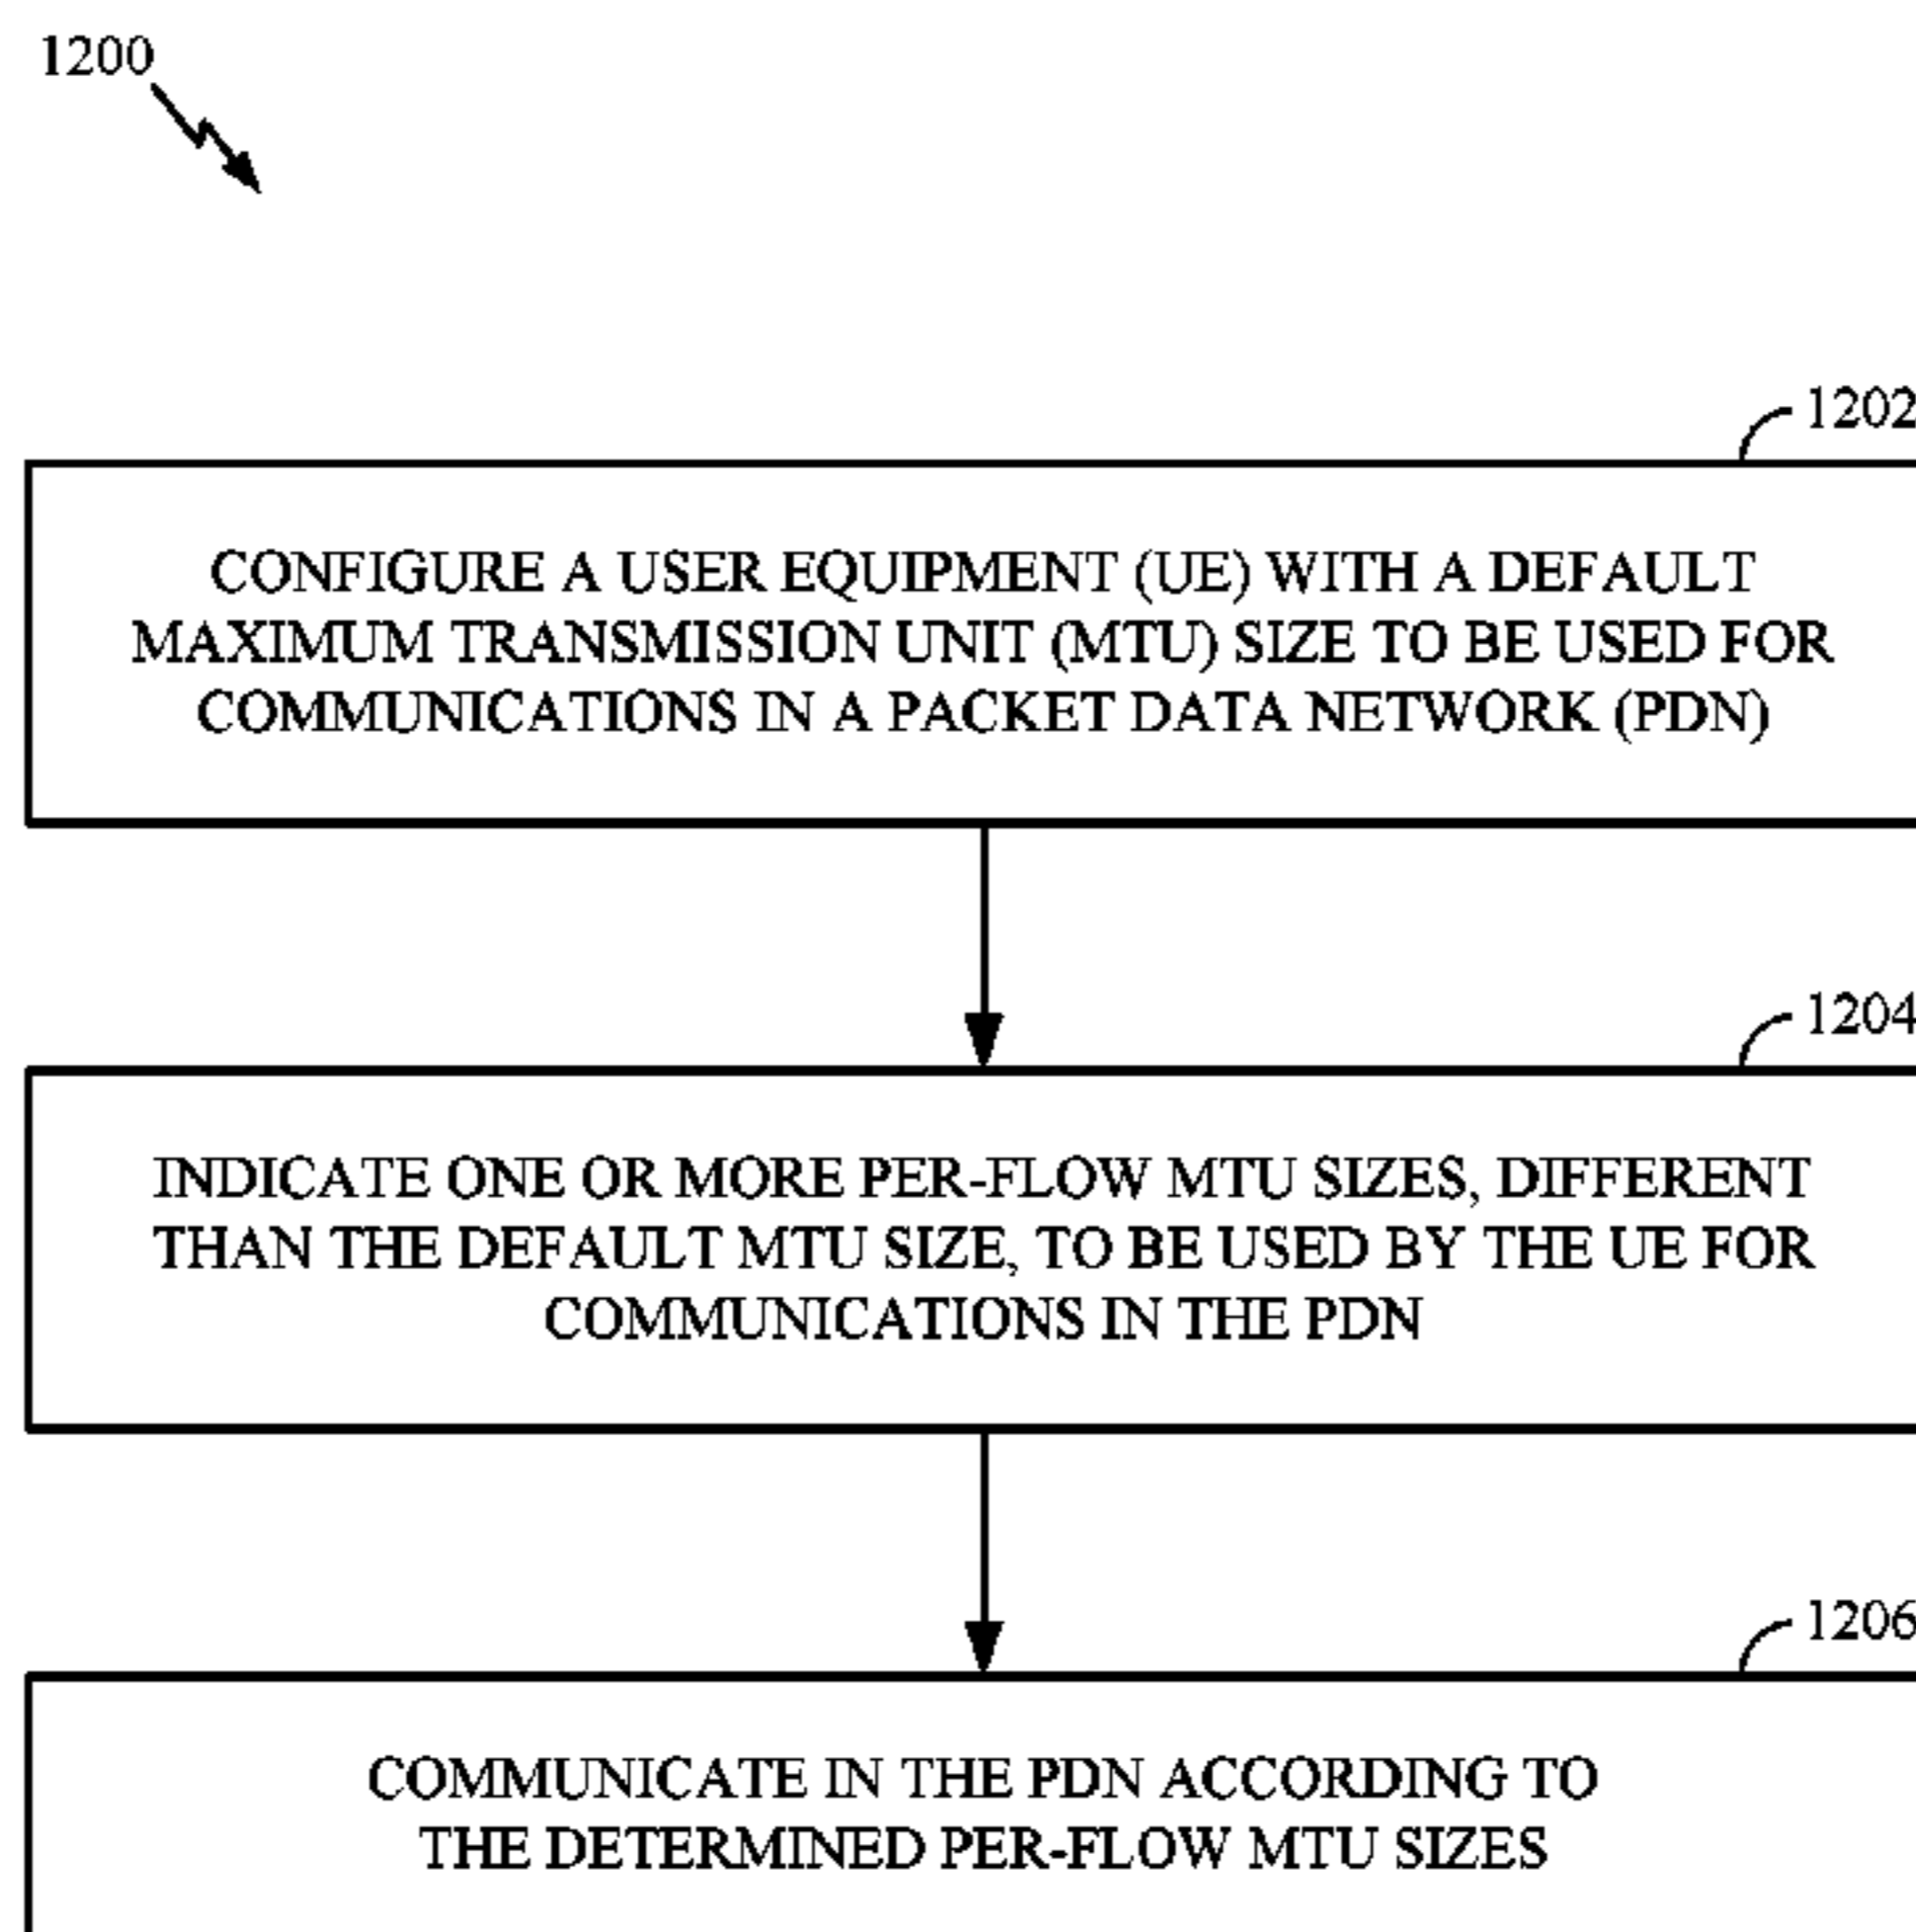 1200
1202
CONFIGURE A USER EQUIPMENT (UE) WITH A DEFAULT
MAXIMUM TRANSMISSION UNIT (MTU) SIZE TO BE USED FOR
COMMUNICATIONS IN A PACKET DATA NETWORK (PDN)
1204
INDICATE ONE OR MORE PER-FLOW MTU SIZES, DIFFERENT
THAN THE DEFAULT MTU SIZE, TO BE USED BY THE UE FOR
COMMUNICATIONS IN THE PDN
1206
COMMUNICATE IN THE PDN ACCORDING TO
THE DETERMINED PER-FLOW MTU SIZES